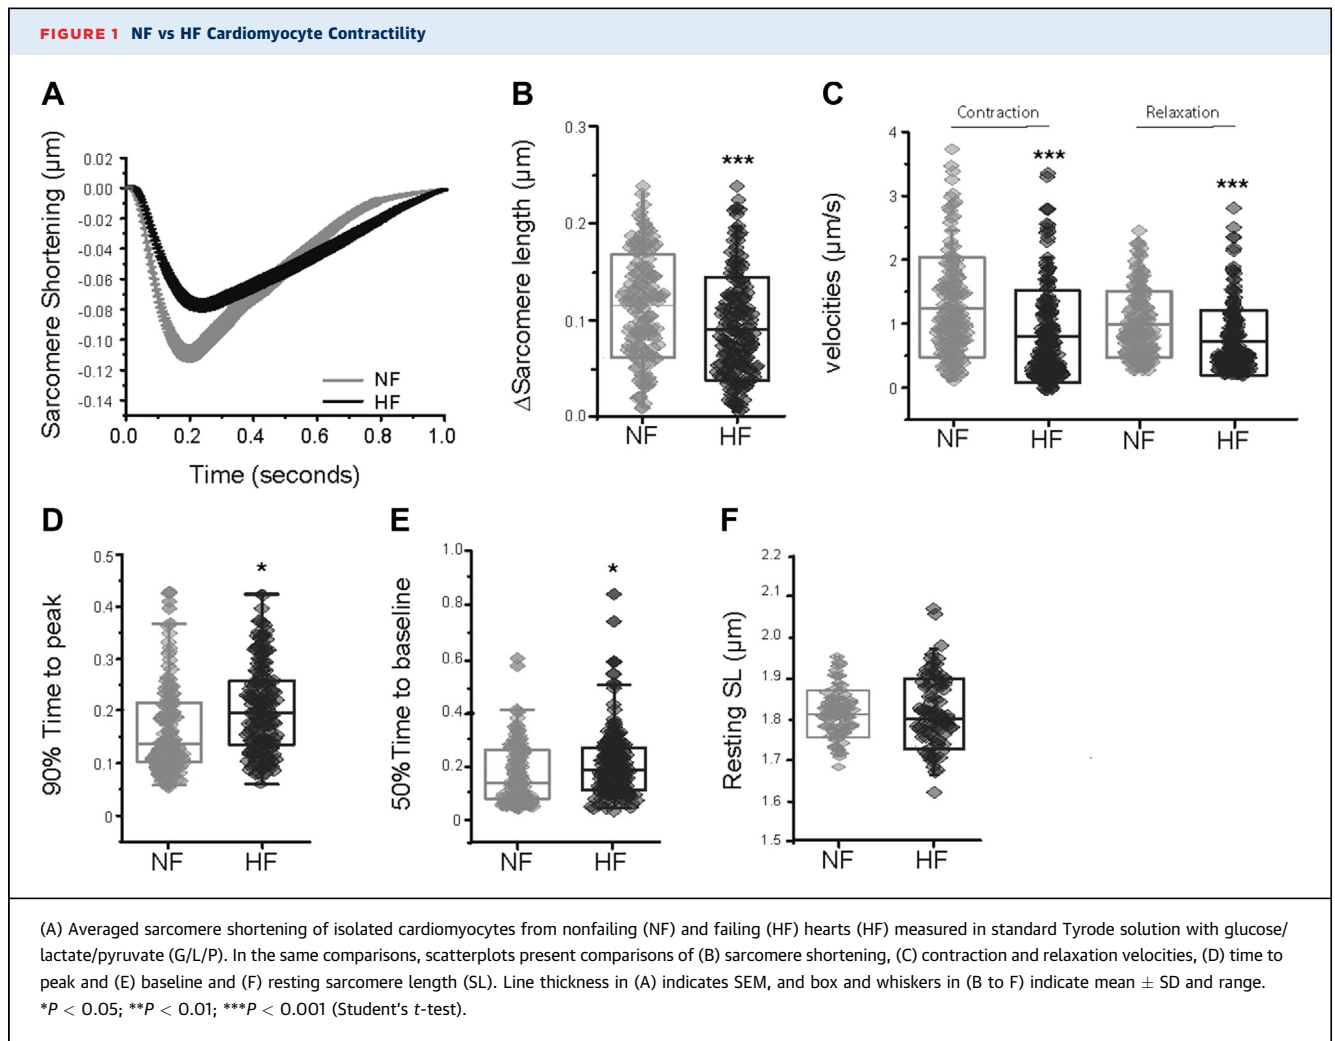 FIGURE 1 NF vs HF Cardiomyocyte Contractility
A
Sarcomere Shortening (µm)
0.02
0.00
-0.02
-0.04
-0.06
-0.08
-0.10
-0.12
-0.14
0.0 0.2 0.4 0.6 0.8 1.0
Time (seconds)
NF
HF
B
ΔSarcomere length (µm)
0.3
0.2
0.1
0.0
***
NF HF
C
Contraction Relaxation
velocities (µm/s)
4
3
2
1
0
***
***
NF HF NF HF
D
90% Time to peak
0.5
0.4
0.3
0.2
0.1
0
*
NF HF
E
50% Time to baseline
1.0
0.8
0.6
0.4
0.2
0
*
NF HF
F
Resting SL (µm)
2.2
2.1
2.0
1.9
1.8
1.7
1.6
1.5
NF HF
(A) Averaged sarcomere shortening of isolated cardiomyocytes from nonfailing (NF) and failing (HF) hearts (HF) measured in standard Tyrode solution with glucose/
lactate/pyruvate (G/L/P). In the same comparisons, scatterplots present comparisons of (B) sarcomere shortening, (C) contraction and relaxation velocities, (D) time to
peak and (E) baseline and (F) resting sarcomere length (SL). Line thickness in (A) indicates SEM, and box and whiskers in (B to F) indicate mean ± SD and range.
*P < 0.05; **P < 0.01; ***P < 0.001 (Student's t-test).